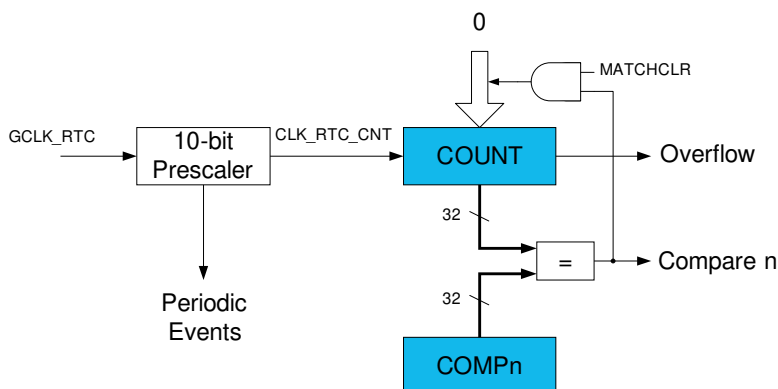 0
MATCHCLR
GCLK_RTC
10-bit
Prescaler
CLK_RTC_CNT
COUNT
Overflow
32
=
Compare n
Periodic
Events
32
COMPn